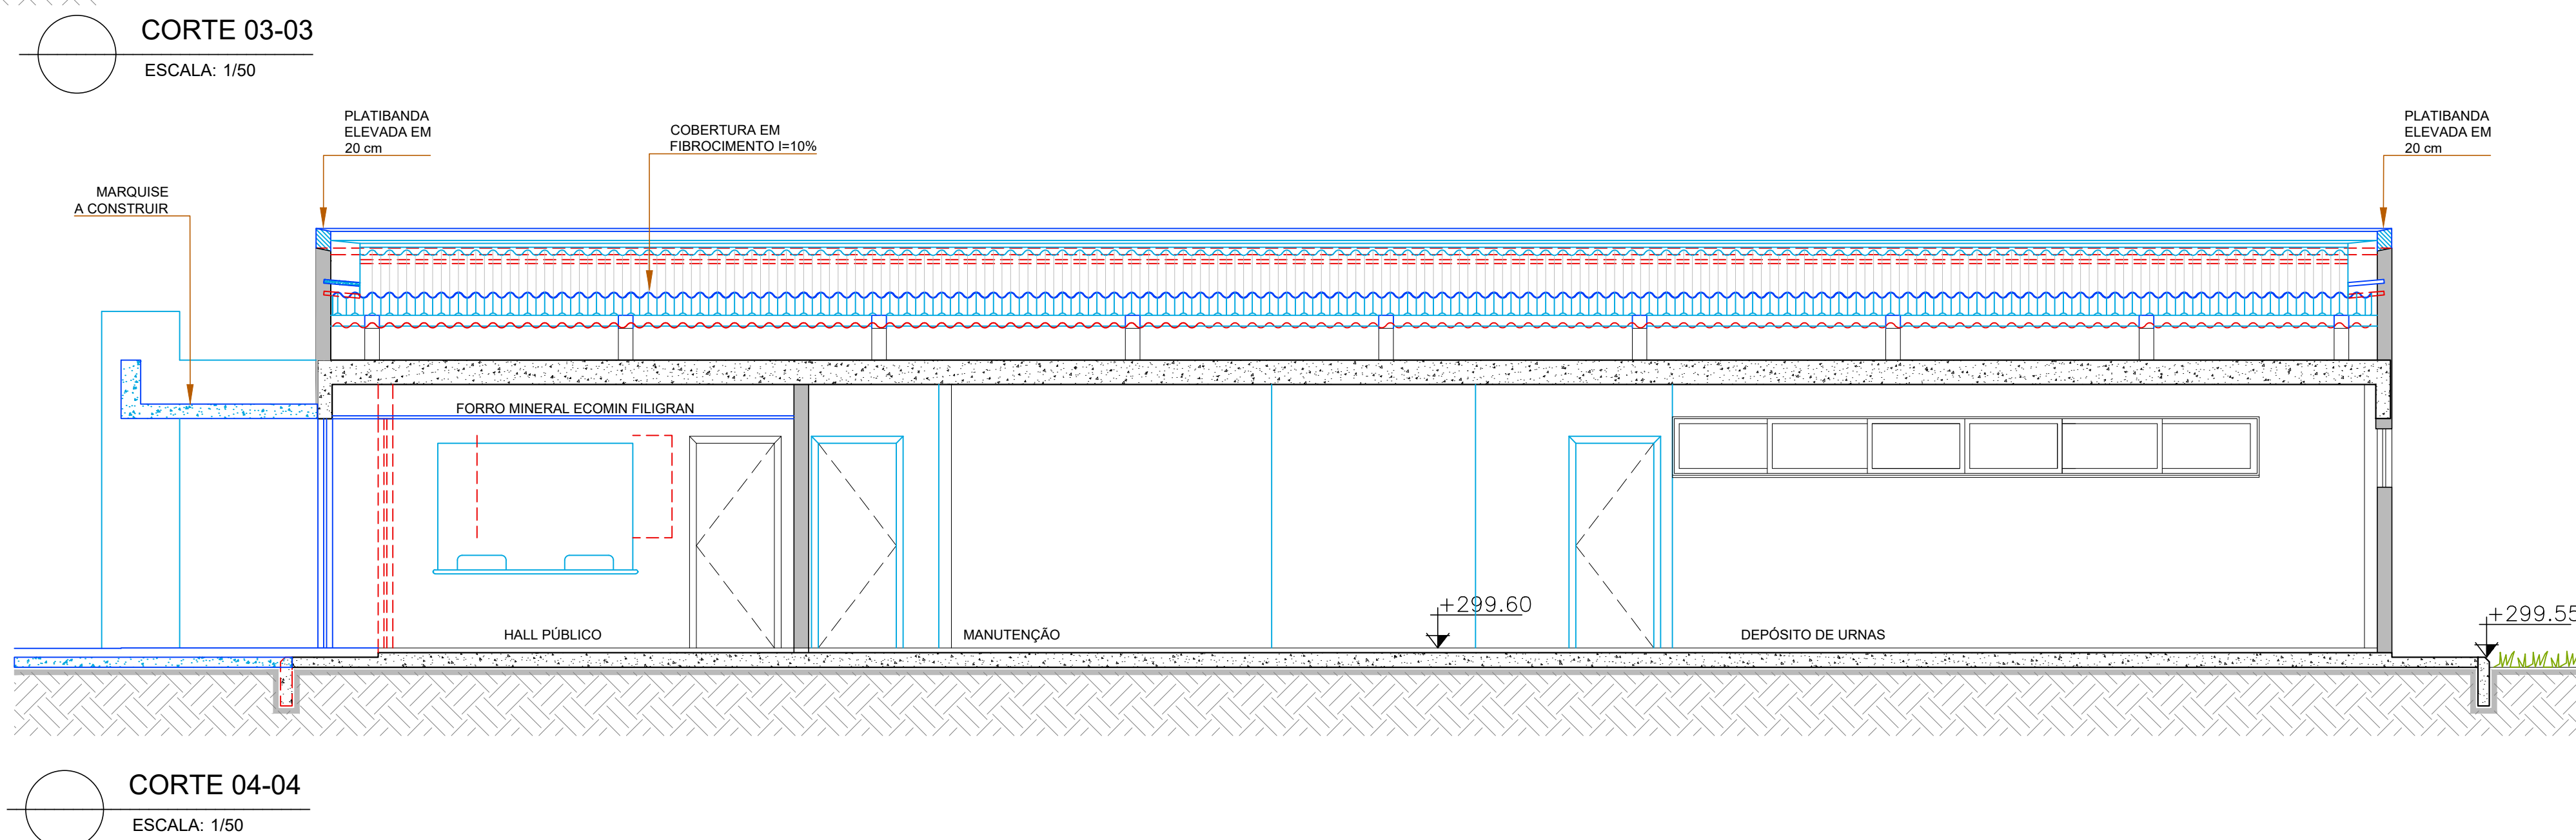 CORTE 03-03
ESCALA: 1/50
PLATIBANDA
ELEVADA EM
20 cm
COBERTURA EM
FIBROCIMENTO I=10%
PLATIBANDA
ELEVADA EM
20 cm
MARQUISE
A CONSTRUIR
FORRO MINERAL ECOMIN FILIGRAN
+299.60
+299.55
HALL PÚBLICO
MANUTENÇÃO
DEPÓSITO DE URNAS
CORTE 04-04
ESCALA: 1/50